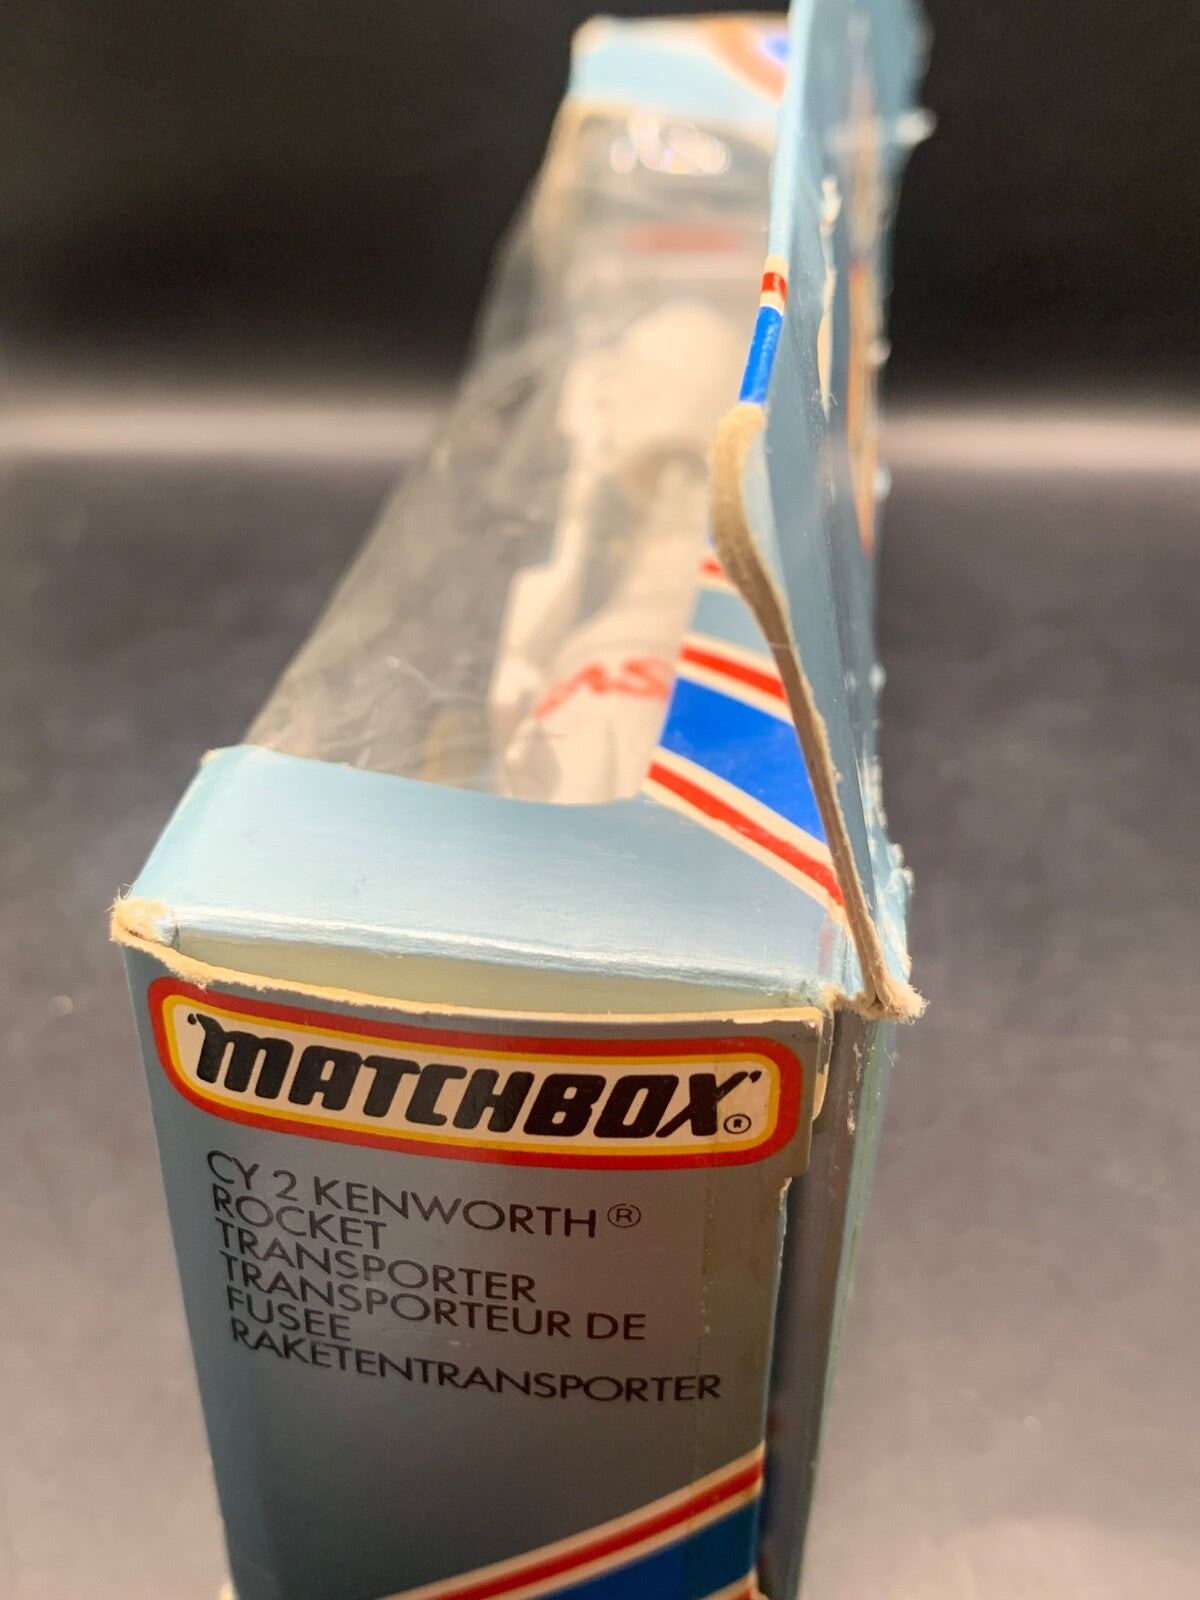 'MATCHBOX'®
CY 2 KENWORTH®
ROCKET
TRANSPORTER
TRANSPORTEUR DE
FUSEE
RAKETENTRANSPORTER